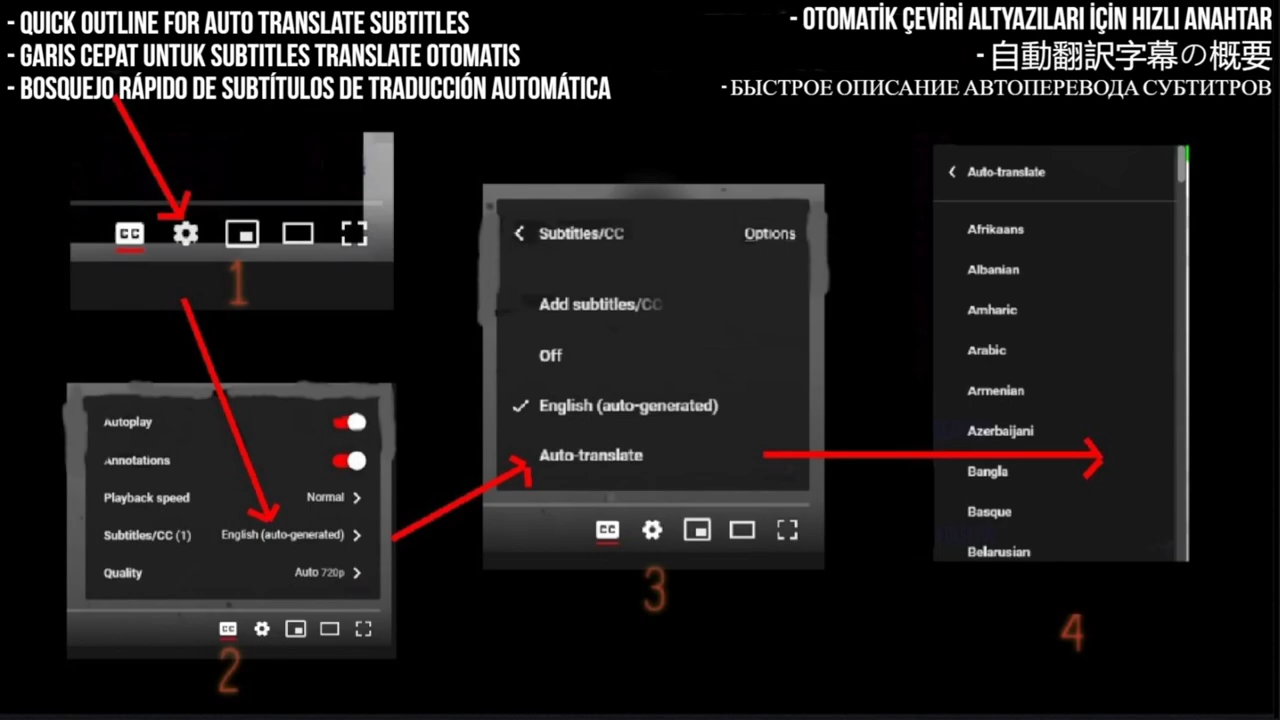 - QUICK OUTLINE FOR AUTO TRANSLATE SUBTITLES
- GARIS CEPAT UNTUK SUBTITLES TRANSLATE OTOMATIS
- BOSQUEJO RÁPIDO DE SUBTÍTULOS DE TRADUCCIÓN AUTOMÁTICA
- OTOMATİK ÇEVİRİ ALTYAZILARI İÇİN HIZLI ANAHTAR
- 自動翻訳字幕の概要
- БЫСТРОЕ ОПИСАНИЕ АВТОПЕРЕВОДА СУБТИТРОВ
CC
1
Autoplay
Annotations
Playback speed Normal
Subtitles/CC (1) English (auto-generated)
Quality Auto 720p
CC
2
Subtitles/CC Options
Add subtitles/CC
Off
English (auto-generated)
Auto-translate
CC
3
Auto-translate
Afrikaans
Albanian
Amharic
Arabic
Armenian
Azerbaijani
Bangla
Basque
Belarusian
4